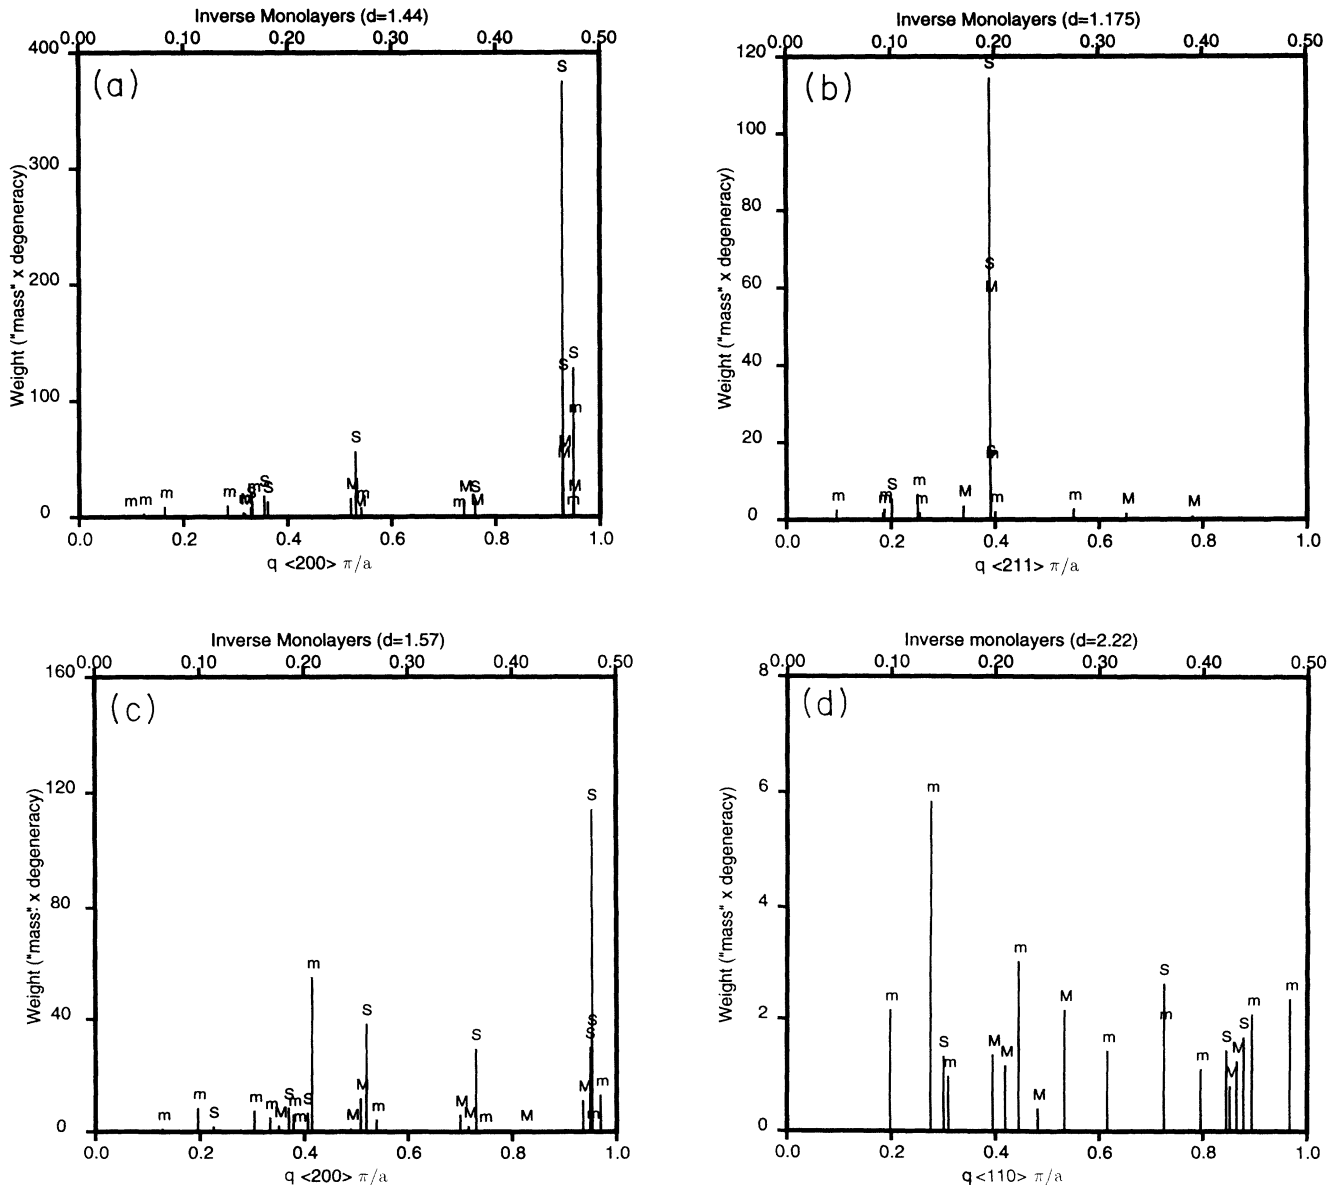 Inverse Monolayers (d=1.44)
0.00 0.10 0.20 0.30 0.40 0.50
(a)
400
300
200
100
0
Weight ("mass" x degeneracy)
S
S
S
m
M
M
M
m
m m m m m S S S M S m M m M S M
0.0 0.2 0.4 0.6 0.8 1.0
q <200> π/a
Inverse Monolayers (d=1.175)
0.00 0.10 0.20 0.30 0.40 0.50
(b)
120
100
80
60
40
20
0
Weight ("mass" x degeneracy)
S
S
M
S
m
m m S m m M m m M M
0.0 0.2 0.4 0.6 0.8 1.0
q <211> π/a
Inverse Monolayers (d=1.57)
0.00 0.10 0.20 0.30 0.40 0.50
(c)
160
120
80
40
0
Weight ("mass" x degeneracy)
S
m
S
S
S
S
m m S m m M S m m S M M m M M S m M M m m
0.0 0.2 0.4 0.6 0.8 1.0
q <200> π/a
Inverse monolayers (d=2.22)
0.00 0.10 0.20 0.30 0.40 0.50
(d)
8
6
4
2
0
Weight ("mass" x degeneracy)
m m S m M M m M M m S m m S M M S m m
0.0 0.2 0.4 0.6 0.8 1.0
q <110> π/a